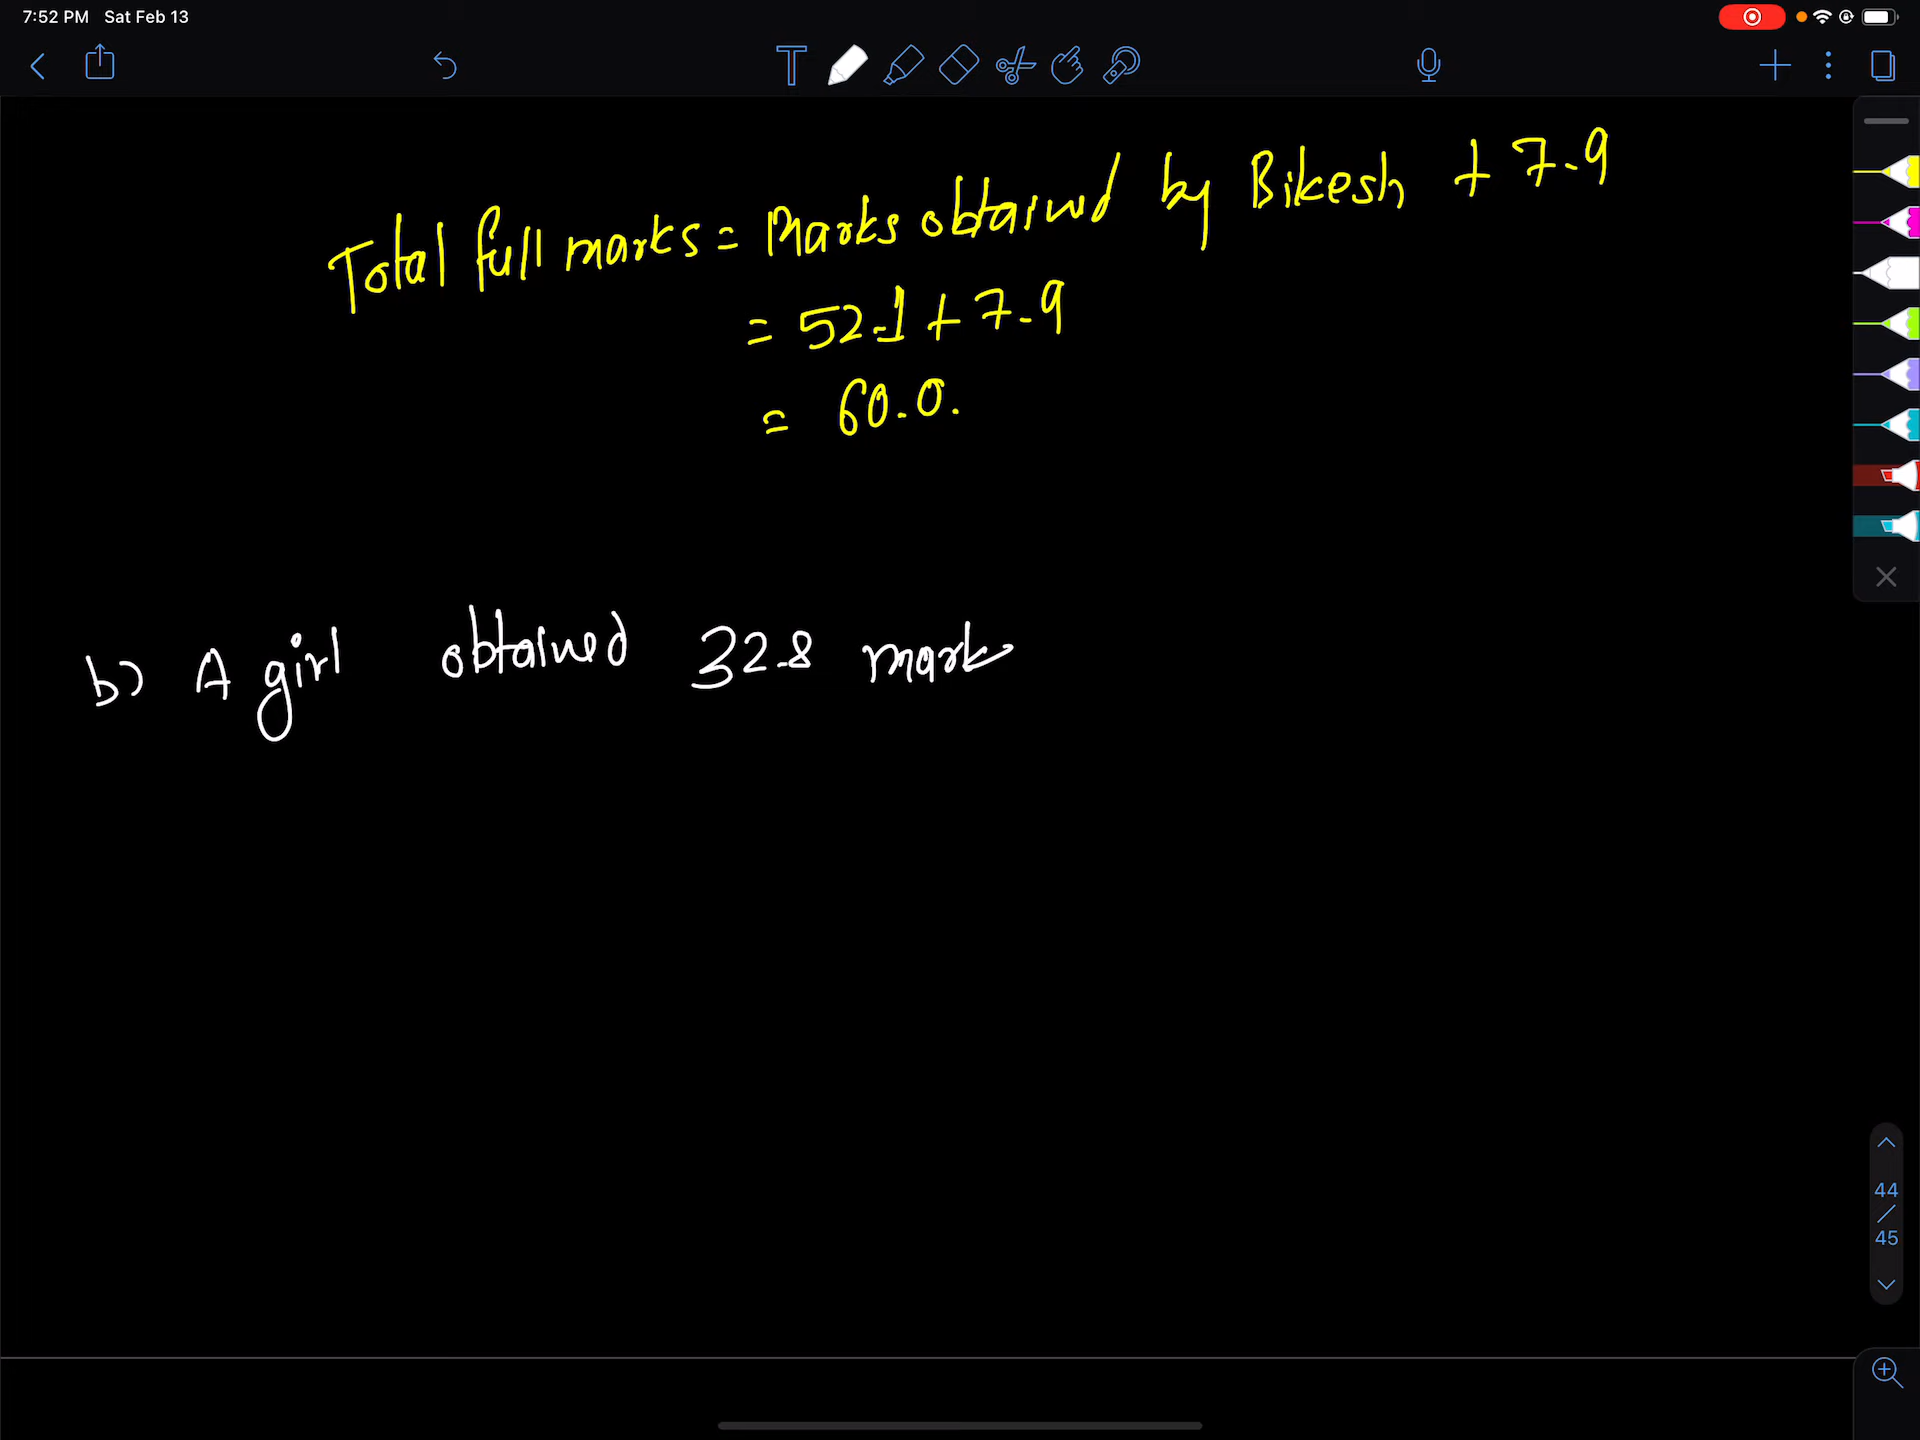 7:52 PM Sat Feb 13
Total full marks = Marks obtained by Bikesh + 7.9
= 52.1 + 7.9
= 60.0.
b) A girl obtained 32.8 marks
44
/
45